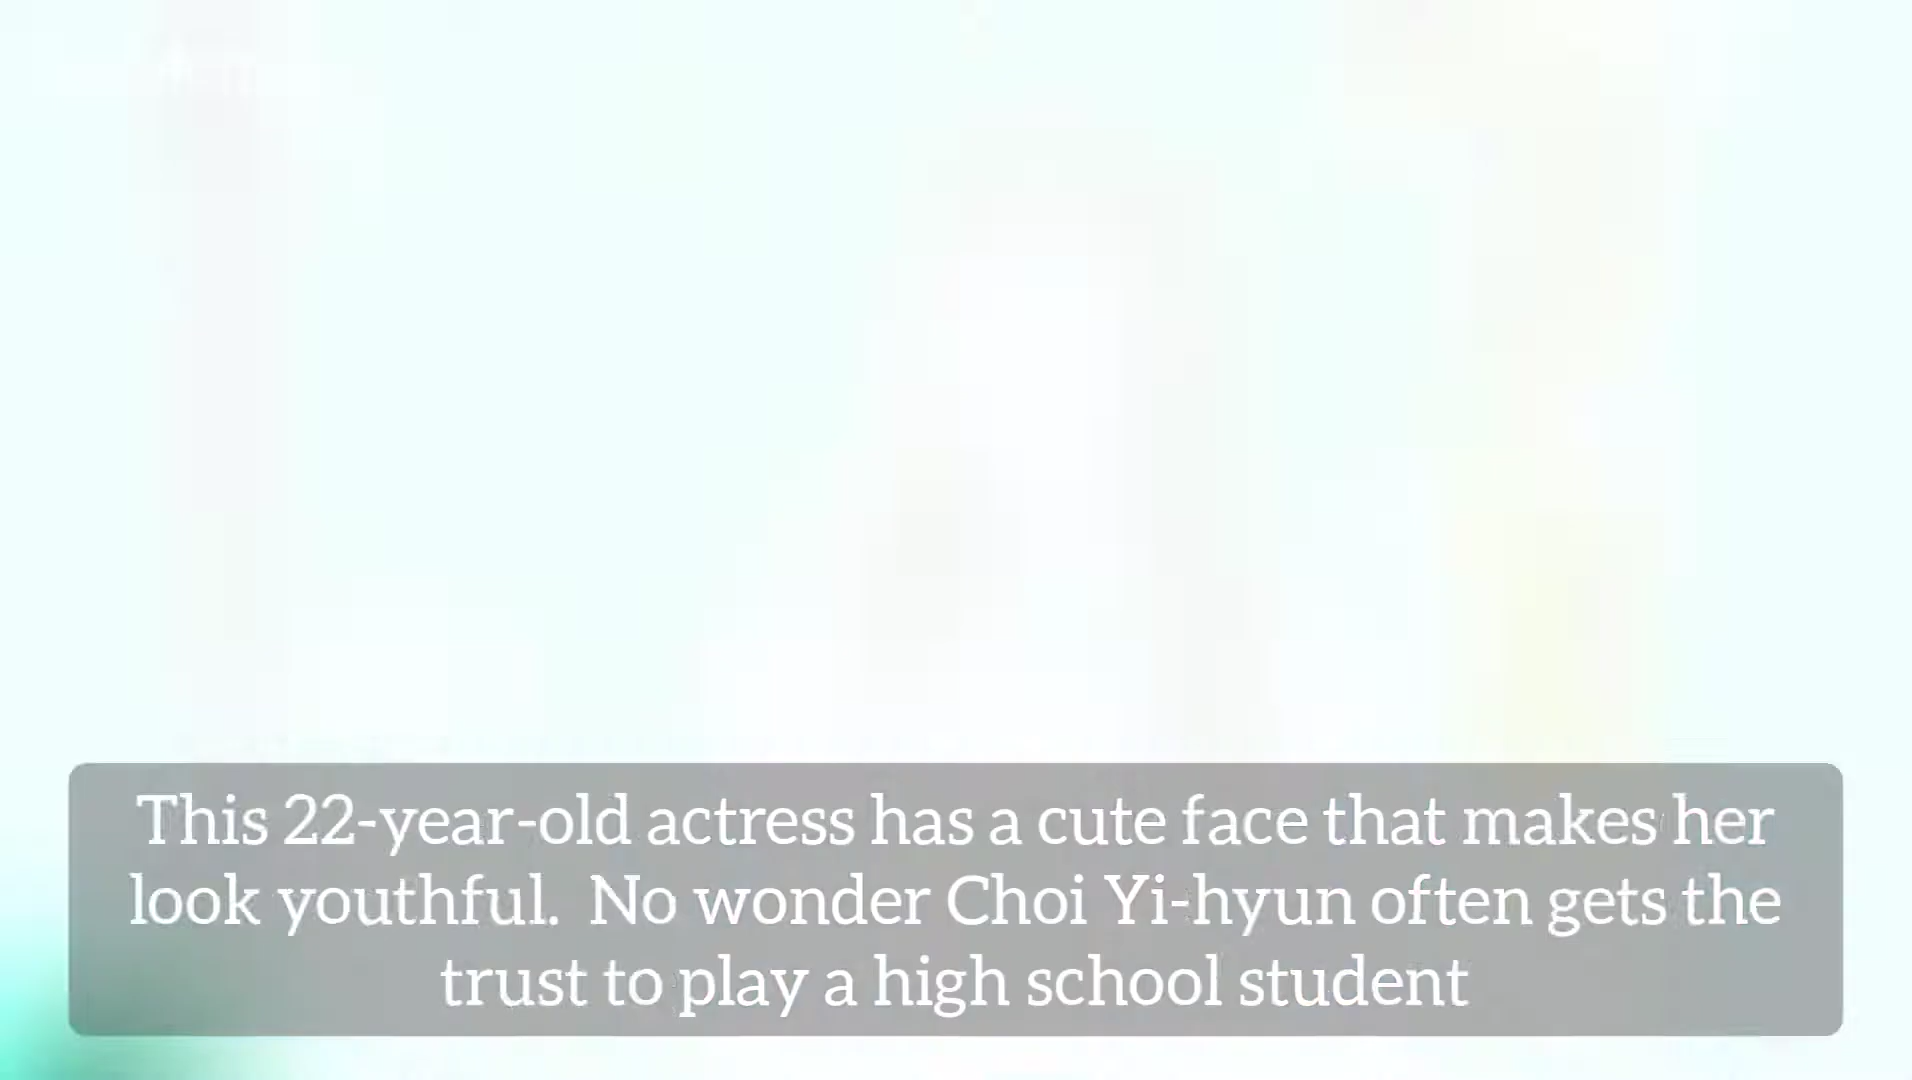 This 22-year-old actress has a cute face that makes her
look youthful.  No wonder Choi Yi-hyun often gets the
trust to play a high school student